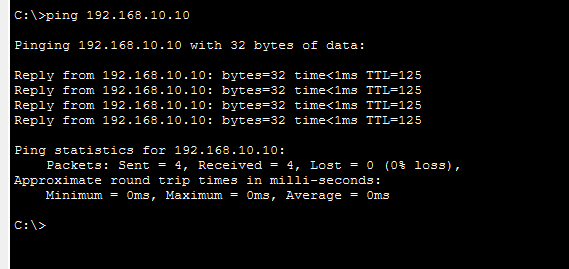 C:\>ping 192.168.10.10
Pinging 192.168.10.10 with 32 bytes of data:
Reply from 192.168.10.10: bytes=32 time<1ms TTL=125
Reply from 192.168.10.10: bytes=32 time<1ms TTL=125
Reply from 192.168.10.10: bytes=32 time<1ms TTL=125
Reply from 192.168.10.10: bytes=32 time<1ms TTL=125
Ping statistics for 192.168.10.10:
    Packets: Sent = 4, Received = 4, Lost = 0 (0% loss),
Approximate round trip times in milli-seconds:
    Minimum = 0ms, Maximum = 0ms, Average = 0ms
C:\>